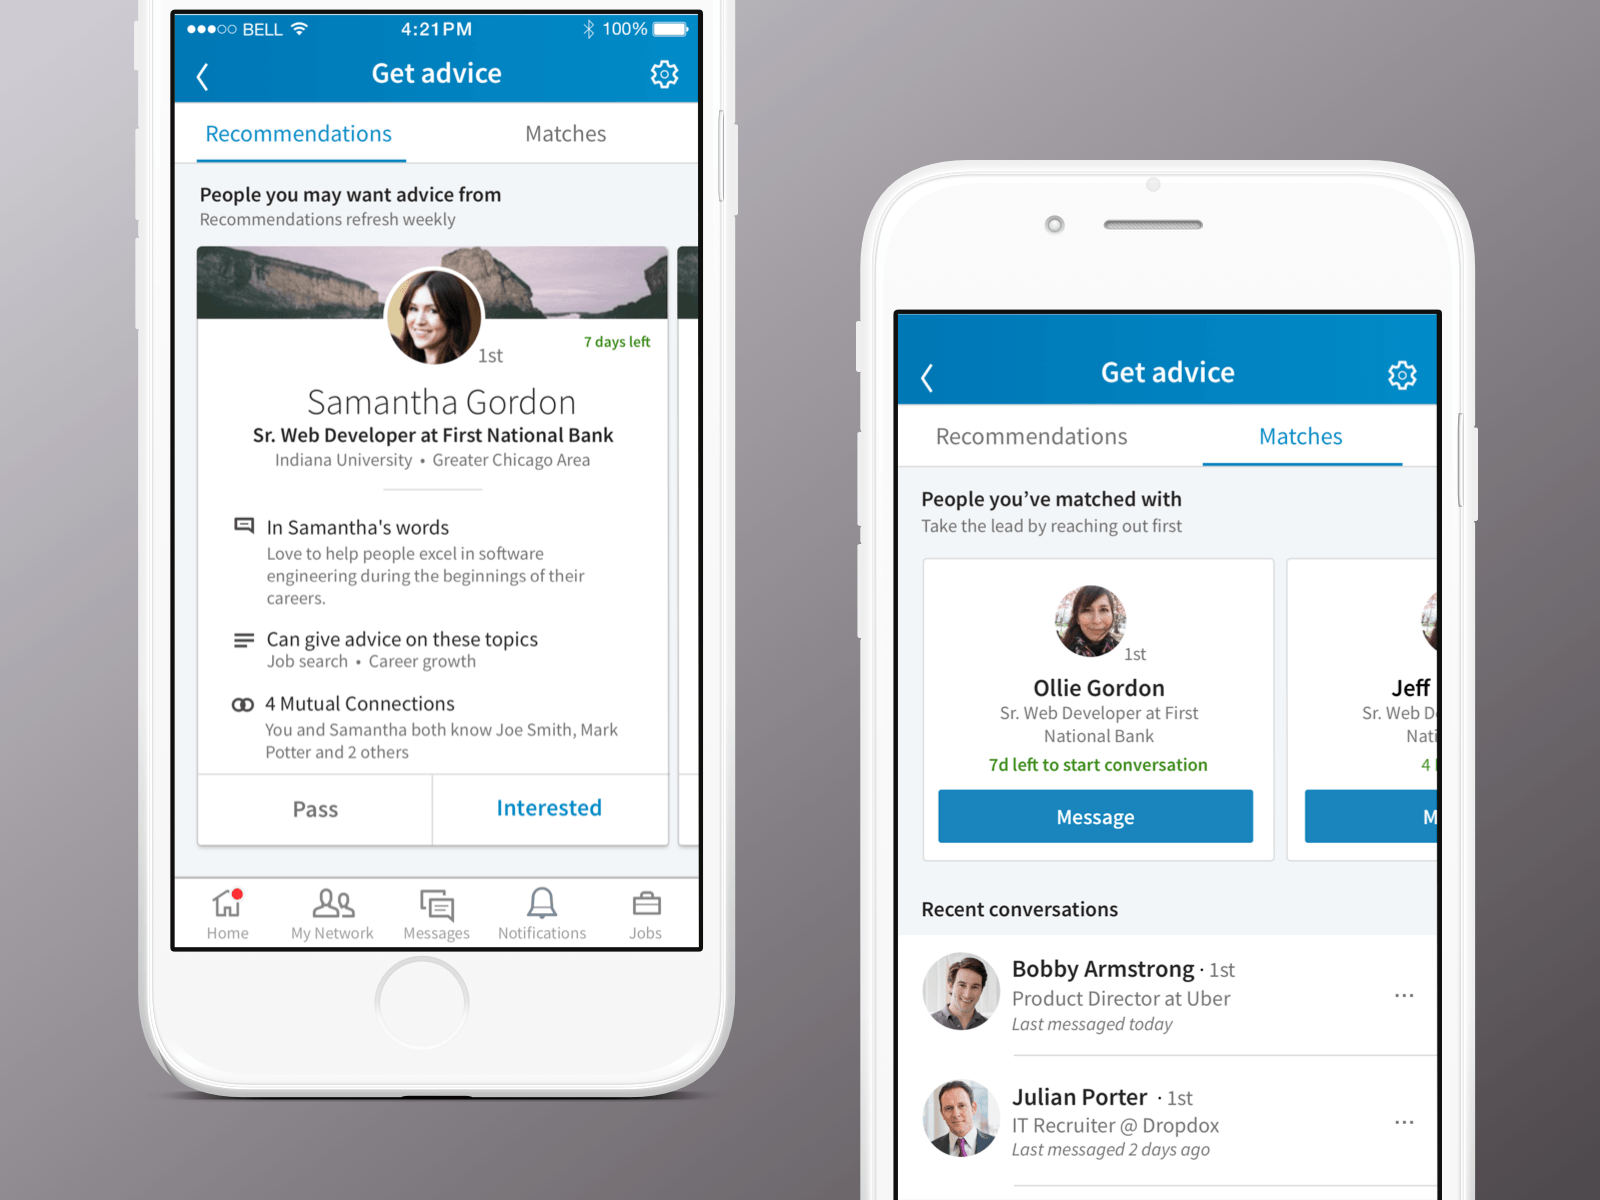 BELL 4:21PM 100%
Get advice
Recommendations Matches
People you may want advice from
Recommendations refresh weekly
1st
7 days left
Samantha Gordon
Sr. Web Developer at First National Bank
Indiana University • Greater Chicago Area
In Samantha's words
Love to help people excel in software
engineering during the beginnings of their
careers.
Can give advice on these topics
Job search • Career growth
4 Mutual Connections
You and Samantha both know Joe Smith, Mark
Potter and 2 others
Pass Interested
Home My Network Messages Notifications Jobs
Get advice
Recommendations Matches
People you’ve matched with
Take the lead by reaching out first
1st
Ollie Gordon
Sr. Web Developer at First
National Bank
7d left to start conversation
Message
Jeff
Sr. Web D
Nati
4
M
Recent conversations
Bobby Armstrong · 1st
Product Director at Uber
Last messaged today
Julian Porter · 1st
IT Recruiter @ Dropdox
Last messaged 2 days ago